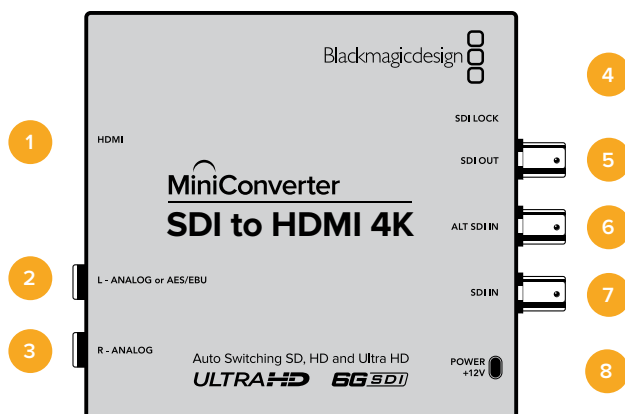 Blackmagicdesign
4
SDI LOCK
1
HDMI
SDI OUT
5
MiniConverter
SDI to HDMI 4K
ALT SDI IN
6
2
L - ANALOG or AES/EBU
SDI IN
7
3
R - ANALOG
Auto Switching SD, HD and Ultra HD
POWER
+12V
8
ULTRA HD 6G SDI